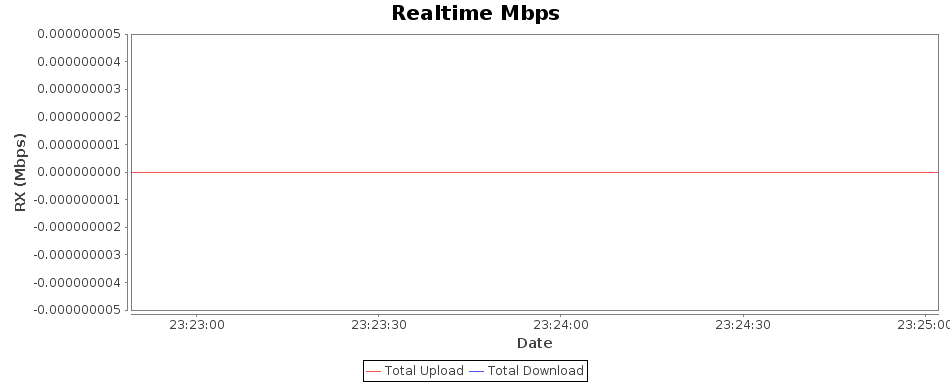 Realtime Mbps
RX (Mbps)
0.000000005
0.000000004
0.000000003
0.000000002
0.000000001
0.000000000
-0.000000001
-0.000000002
-0.000000003
-0.000000004
-0.000000005
23:23:00 23:23:30 23:24:00 23:24:30 23:25:00
Date
Total Upload Total Download